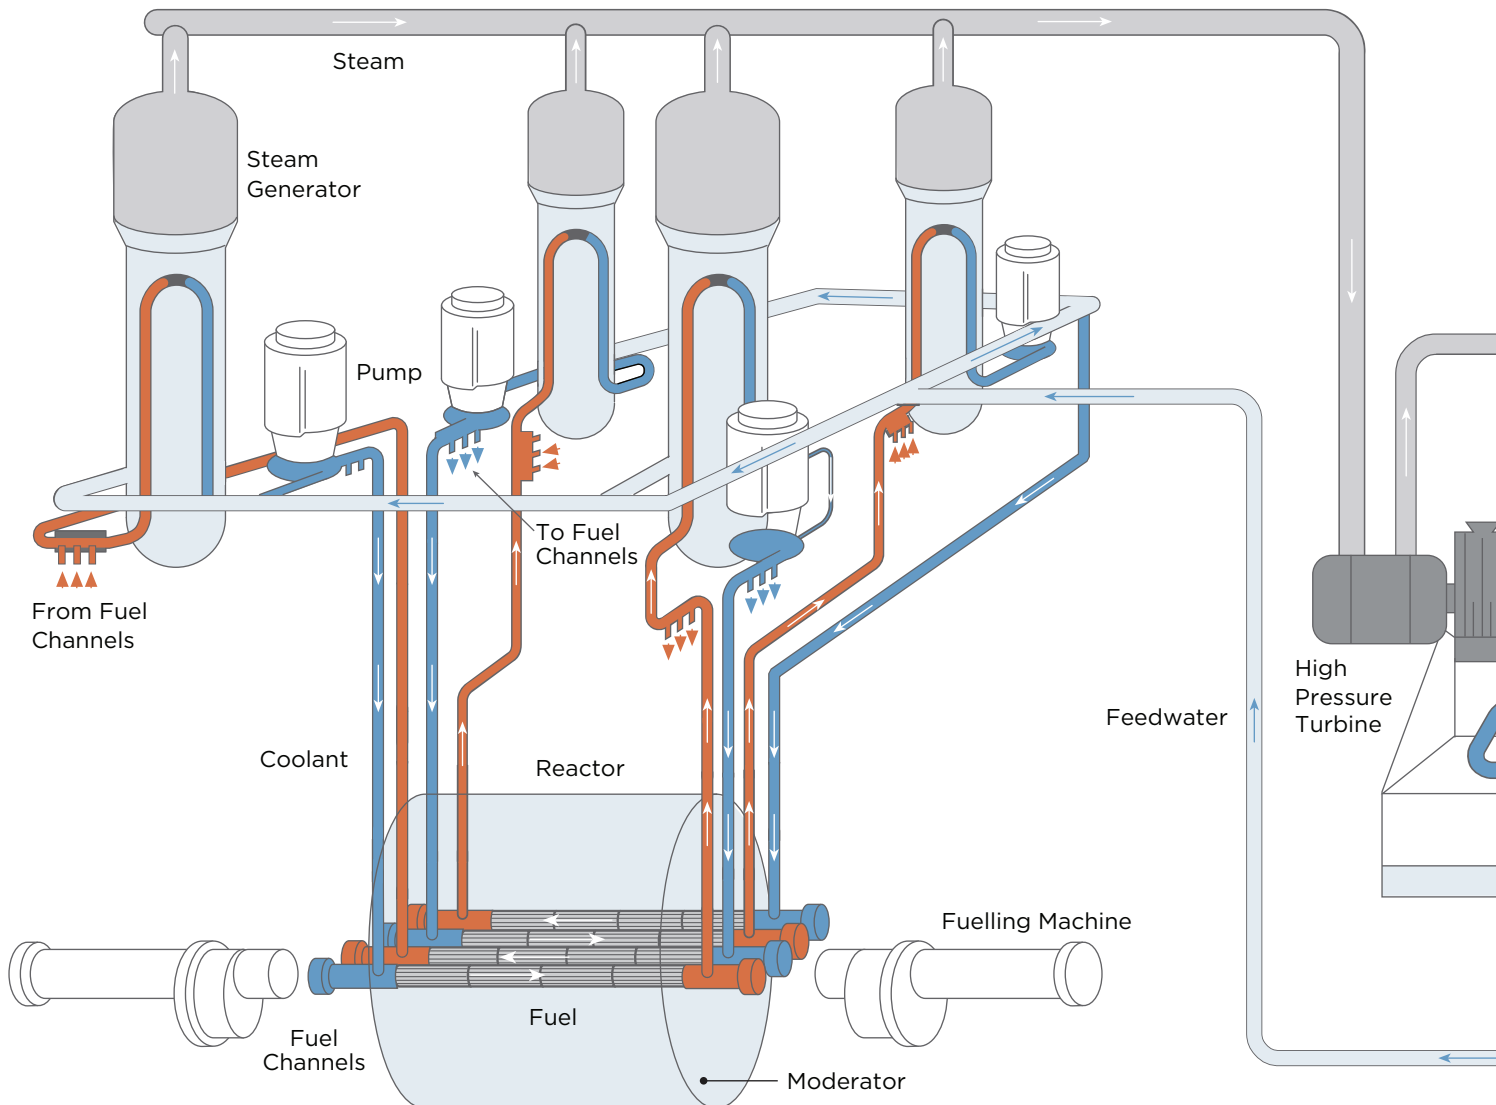 Steam
Steam
Generator
Pump
To Fuel
Channels
From Fuel
Channels
High
Pressure
Turbine
Feedwater
Coolant
Reactor
Fuelling Machine
Fuel
Fuel
Channels
Moderator